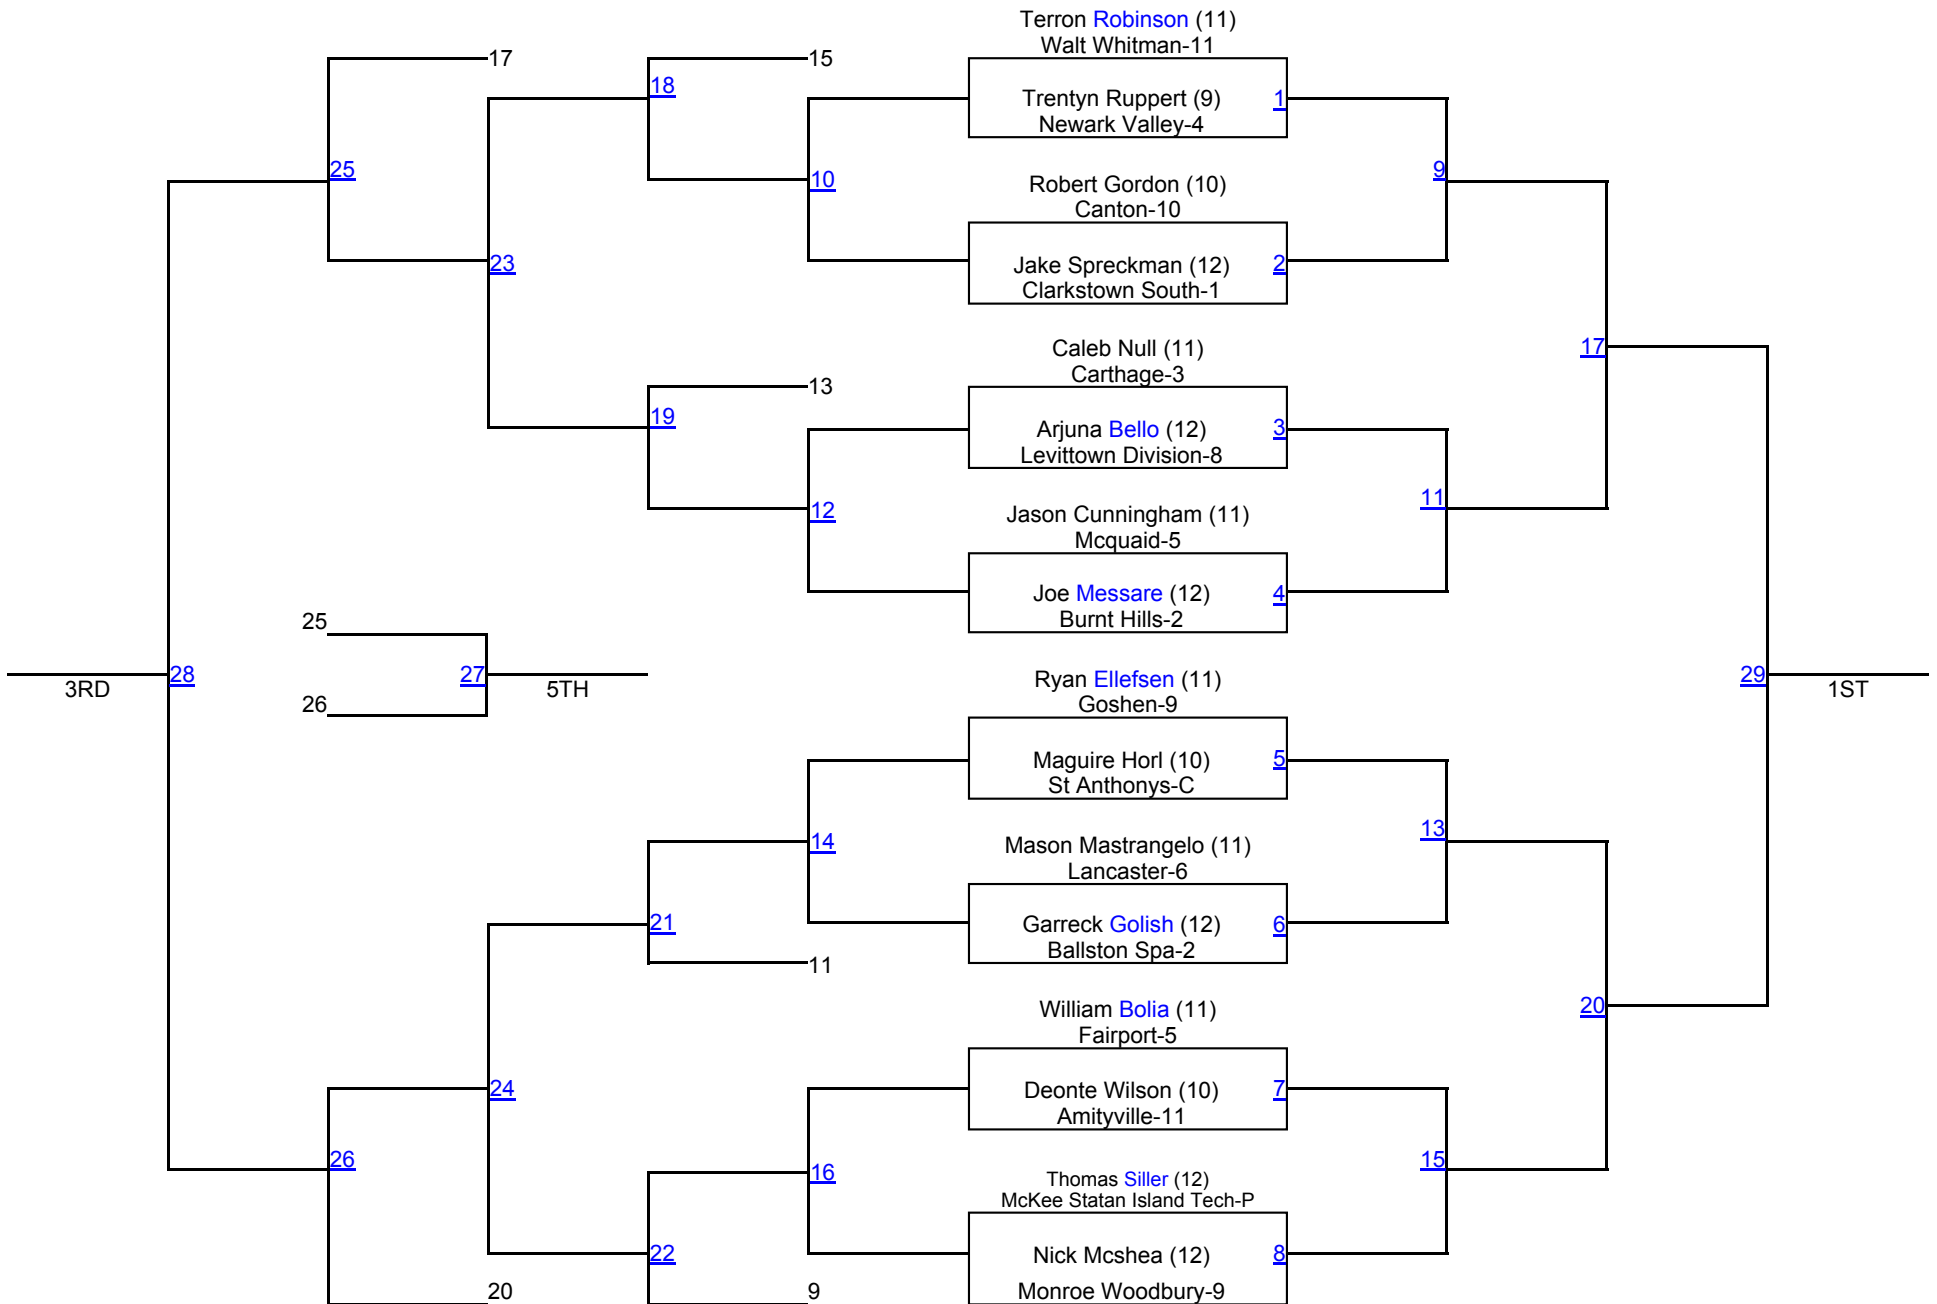 Terron Robinson (11)
Walt Whitman-11
17
15
18
Trentyn Ruppert (9)
1
Newark Valley-4
25
10
9
Robert Gordon (10)
Canton-10
23
Jake Spreckman (12)
2
Clarkstown South-1
Caleb Null (11)
17
Carthage-3
13
19
Arjuna Bello (12)
3
Levittown Division-8
12
11
Jason Cunningham (11)
Mcquaid-5
Joe Messare (12)
4
Burnt Hills-2
25
28
27
3RD
5TH
26
Ryan Ellefsen (11)
Goshen-9
29
1ST
Maguire Horl (10)
5
St Anthonys-C
14
13
Mason Mastrangelo (11)
Lancaster-6
21
Garreck Golish (12)
6
Ballston Spa-2
11
William Bolia (11)
Fairport-5
20
24
Deonte Wilson (10)
7
Amityville-11
26
16
15
Thomas Siller (12)
McKee Statan Island Tech-P
22
Nick Mcshea (12)
8
20
9
Monroe Woodbury-9